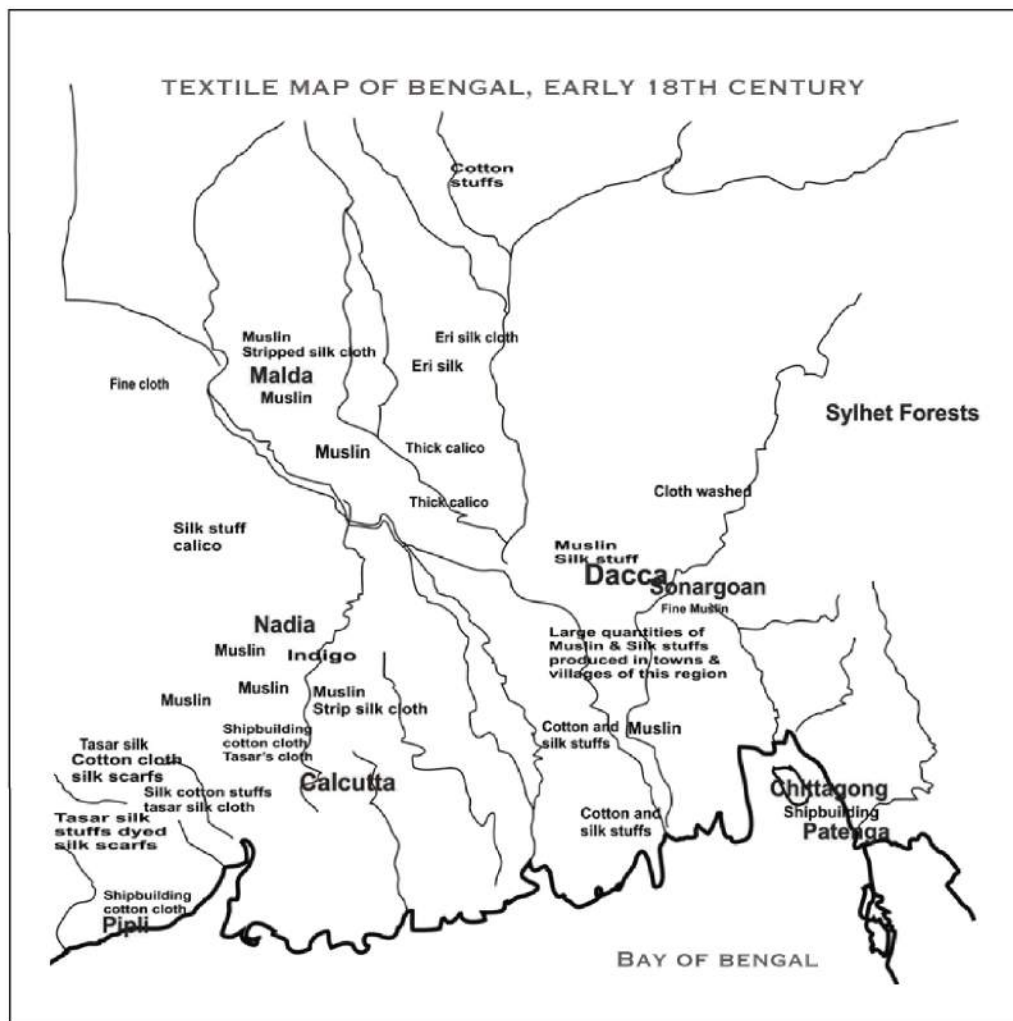 TEXTILE MAP OF BENGAL, EARLY 18TH CENTURY
Cotton
stuffs
Muslin
Stripped silk cloth
Malda
Muslin
Eri silk cloth
Eri silk
Fine cloth
Sylhet Forests
Muslin
Thick calico
Thick calico
Cloth washed
Silk stuff
calico
Muslin
Silk stuff
Dacca
Sonargoan
Fine Muslin
Nadia
Muslin
Indigo
Large quantities of
Muslin & Silk stuffs
produced in towns &
villages of this region
Muslin
Muslin
Muslin
Strip silk cloth
Shipbuilding
cotton cloth
Tasar's cloth
Cotton and
silk stuffs
Muslin
Tasar silk
Cotton cloth
silk scarfs
Calcutta
Silk cotton stuffs
tasar silk cloth
Chittagong
Shipbuilding
Patenga
Tasar silk
stuffs dyed
silk scarfs
Cotton and
silk stuffs
Shipbuilding
cotton cloth
Pipli
BAY OF BENGAL